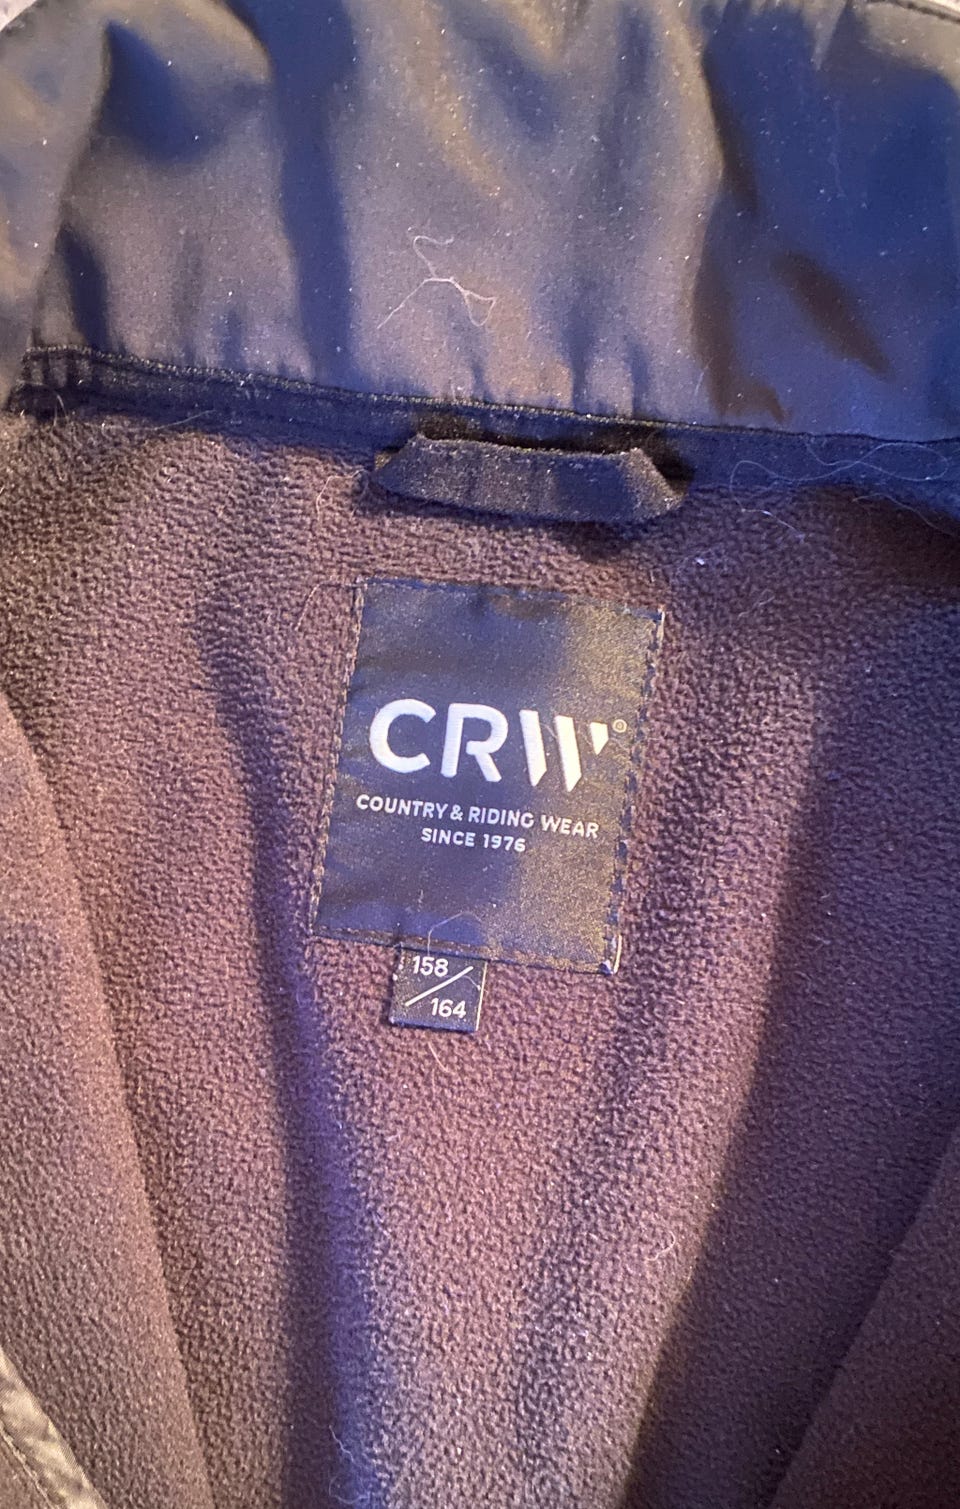 CRW®
COUNTRY & RIDING WEAR
SINCE 1976
158/
164